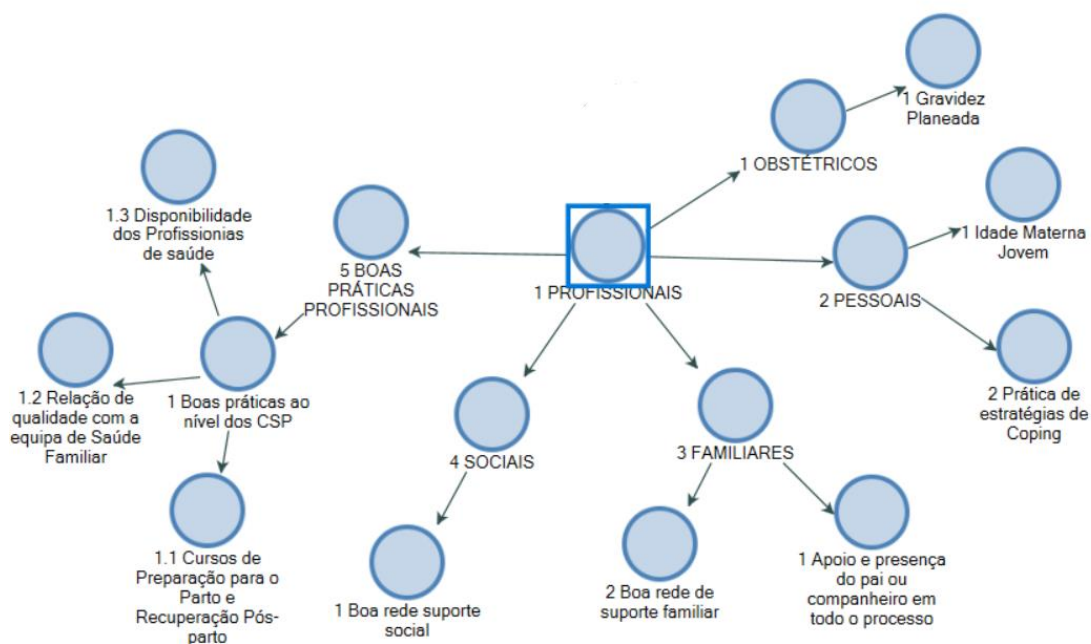 1 Gravidez
Planeada
1 OBSTÉTRICOS
1.3 Disponibilidade
dos Profissionias
de saúde
1 Idade Materna
Jovem
5 BOAS
PRÁTICAS
PROFISSIONAIS
1 PROFISSIONAIS
2 PESSOAIS
1.2 Relação de
qualidade com a
equipa de Saúde
Familiar
1 Boas práticas ao
nível dos CSP
2 Prática de
estratégias de
Coping
4 SOCIAIS
3 FAMILIARES
1.1 Cursos de
Preparação para o
Parto e
Recuperação Pós-
parto
1 Boa rede suporte
social
2 Boa rede de
suporte familiar
1 Apoio e presença
do pai ou
companheiro em
todo o processo